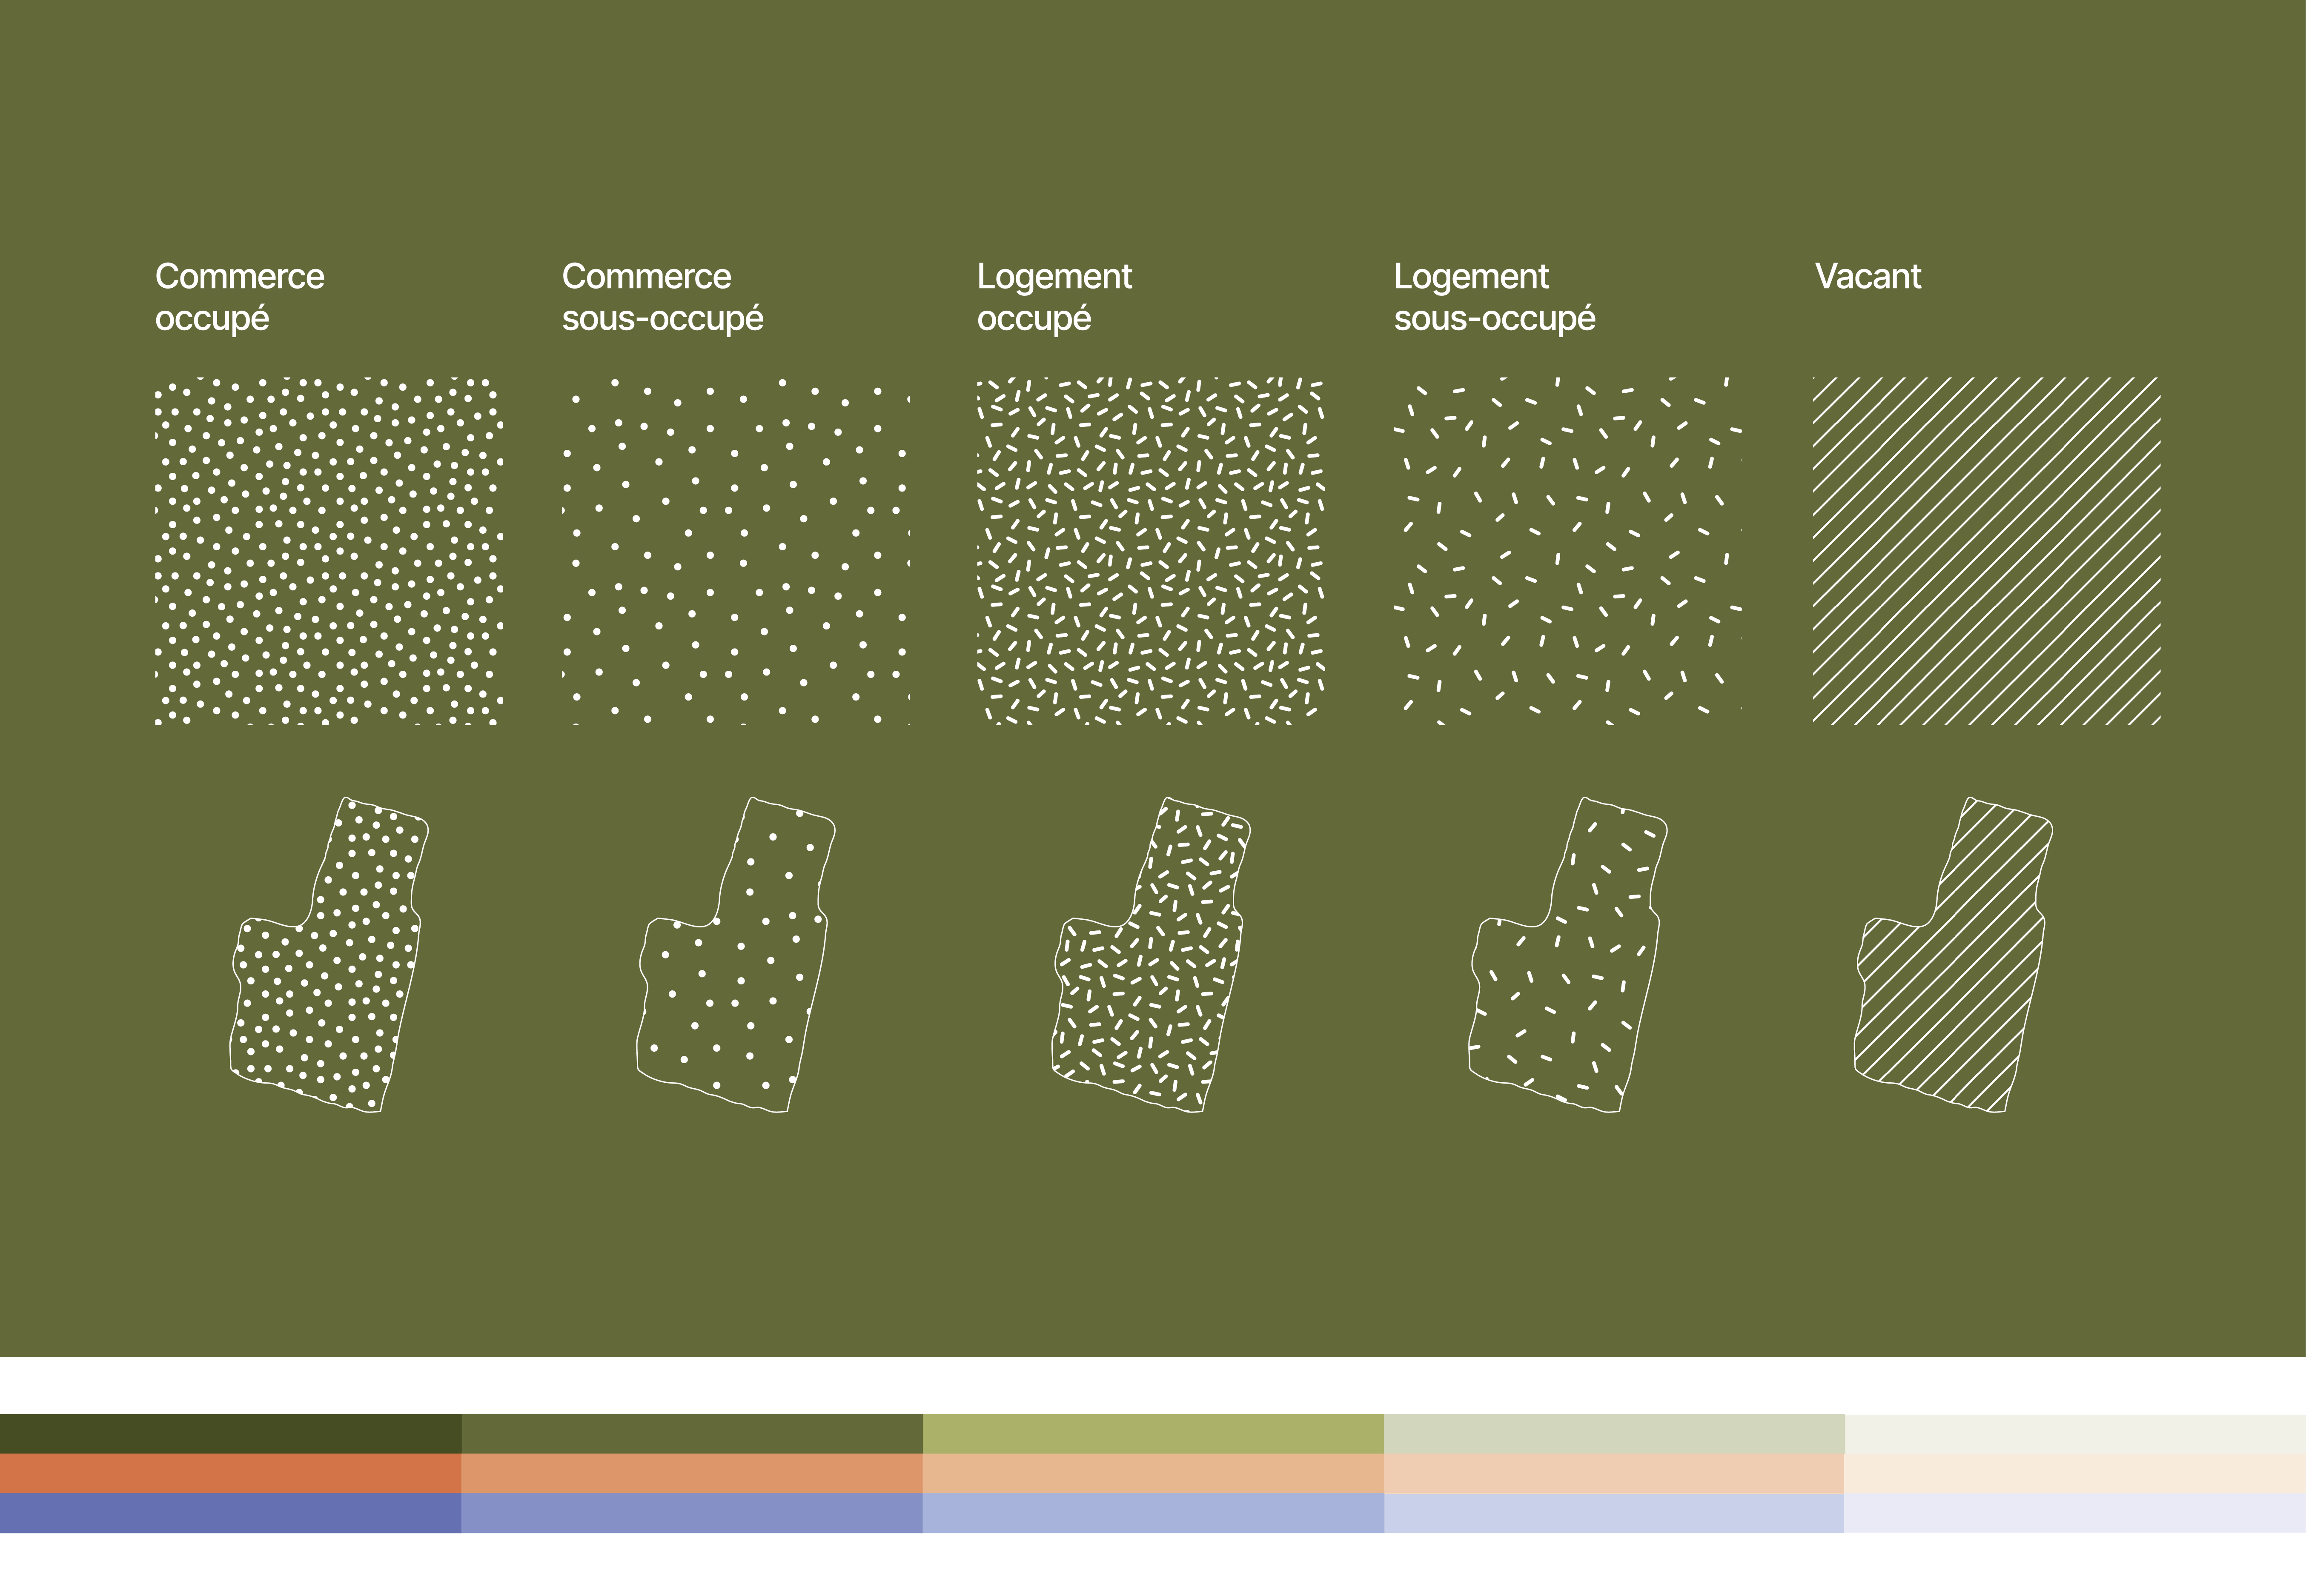 Commerce
occupé
Commerce
sous-occupé
Logement
occupé
Logement
sous-occupé
Vacant